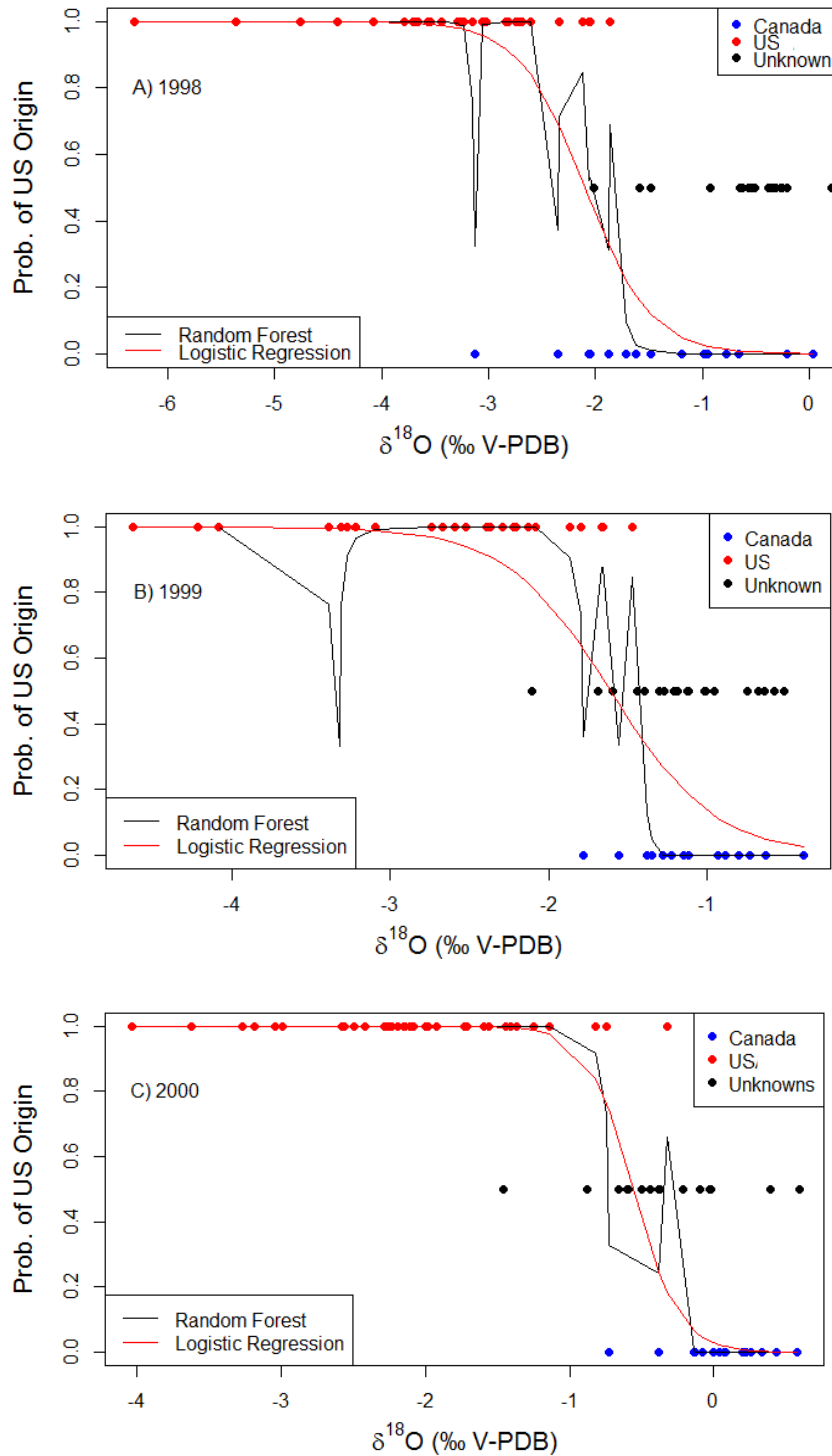 1.0
0.8
0.6
0.4
0.2
0.0
Prob. of US Origin
A) 1998
Canada
US
Unknown
Random Forest
Logistic Regression
-6 -5 -4 -3 -2 -1 0
δ18O (‰ V-PDB)
1.0
0.8
0.6
0.4
0.2
0.0
Prob. of US Origin
B) 1999
Canada
US
Unknown
Random Forest
Logistic Regression
-4 -3 -2 -1
δ18O (‰ V-PDB)
1.0
0.8
0.6
0.4
0.2
0.0
Prob. of US Origin
C) 2000
Canada
US/
Unknowns
Random Forest
Logistic Regression
-4 -3 -2 -1 0
δ18O (‰ V-PDB)